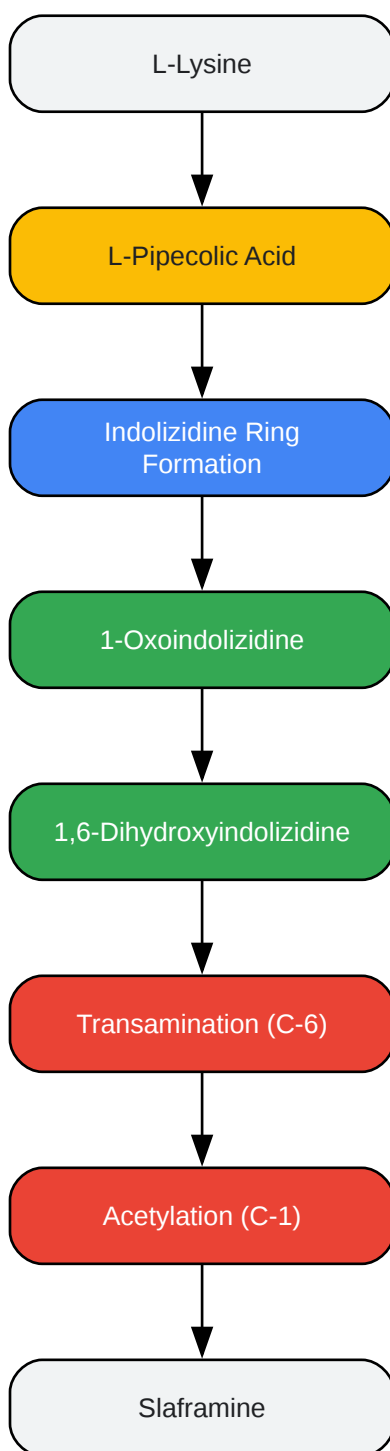 L-Lysine
L-Pipecolic Acid
Indolizidine Ring
Formation
1-Oxoindolizidine
1,6-Dihydroxyindolizidine
Transamination (C-6)
Acetylation (C-1)
Slaframine